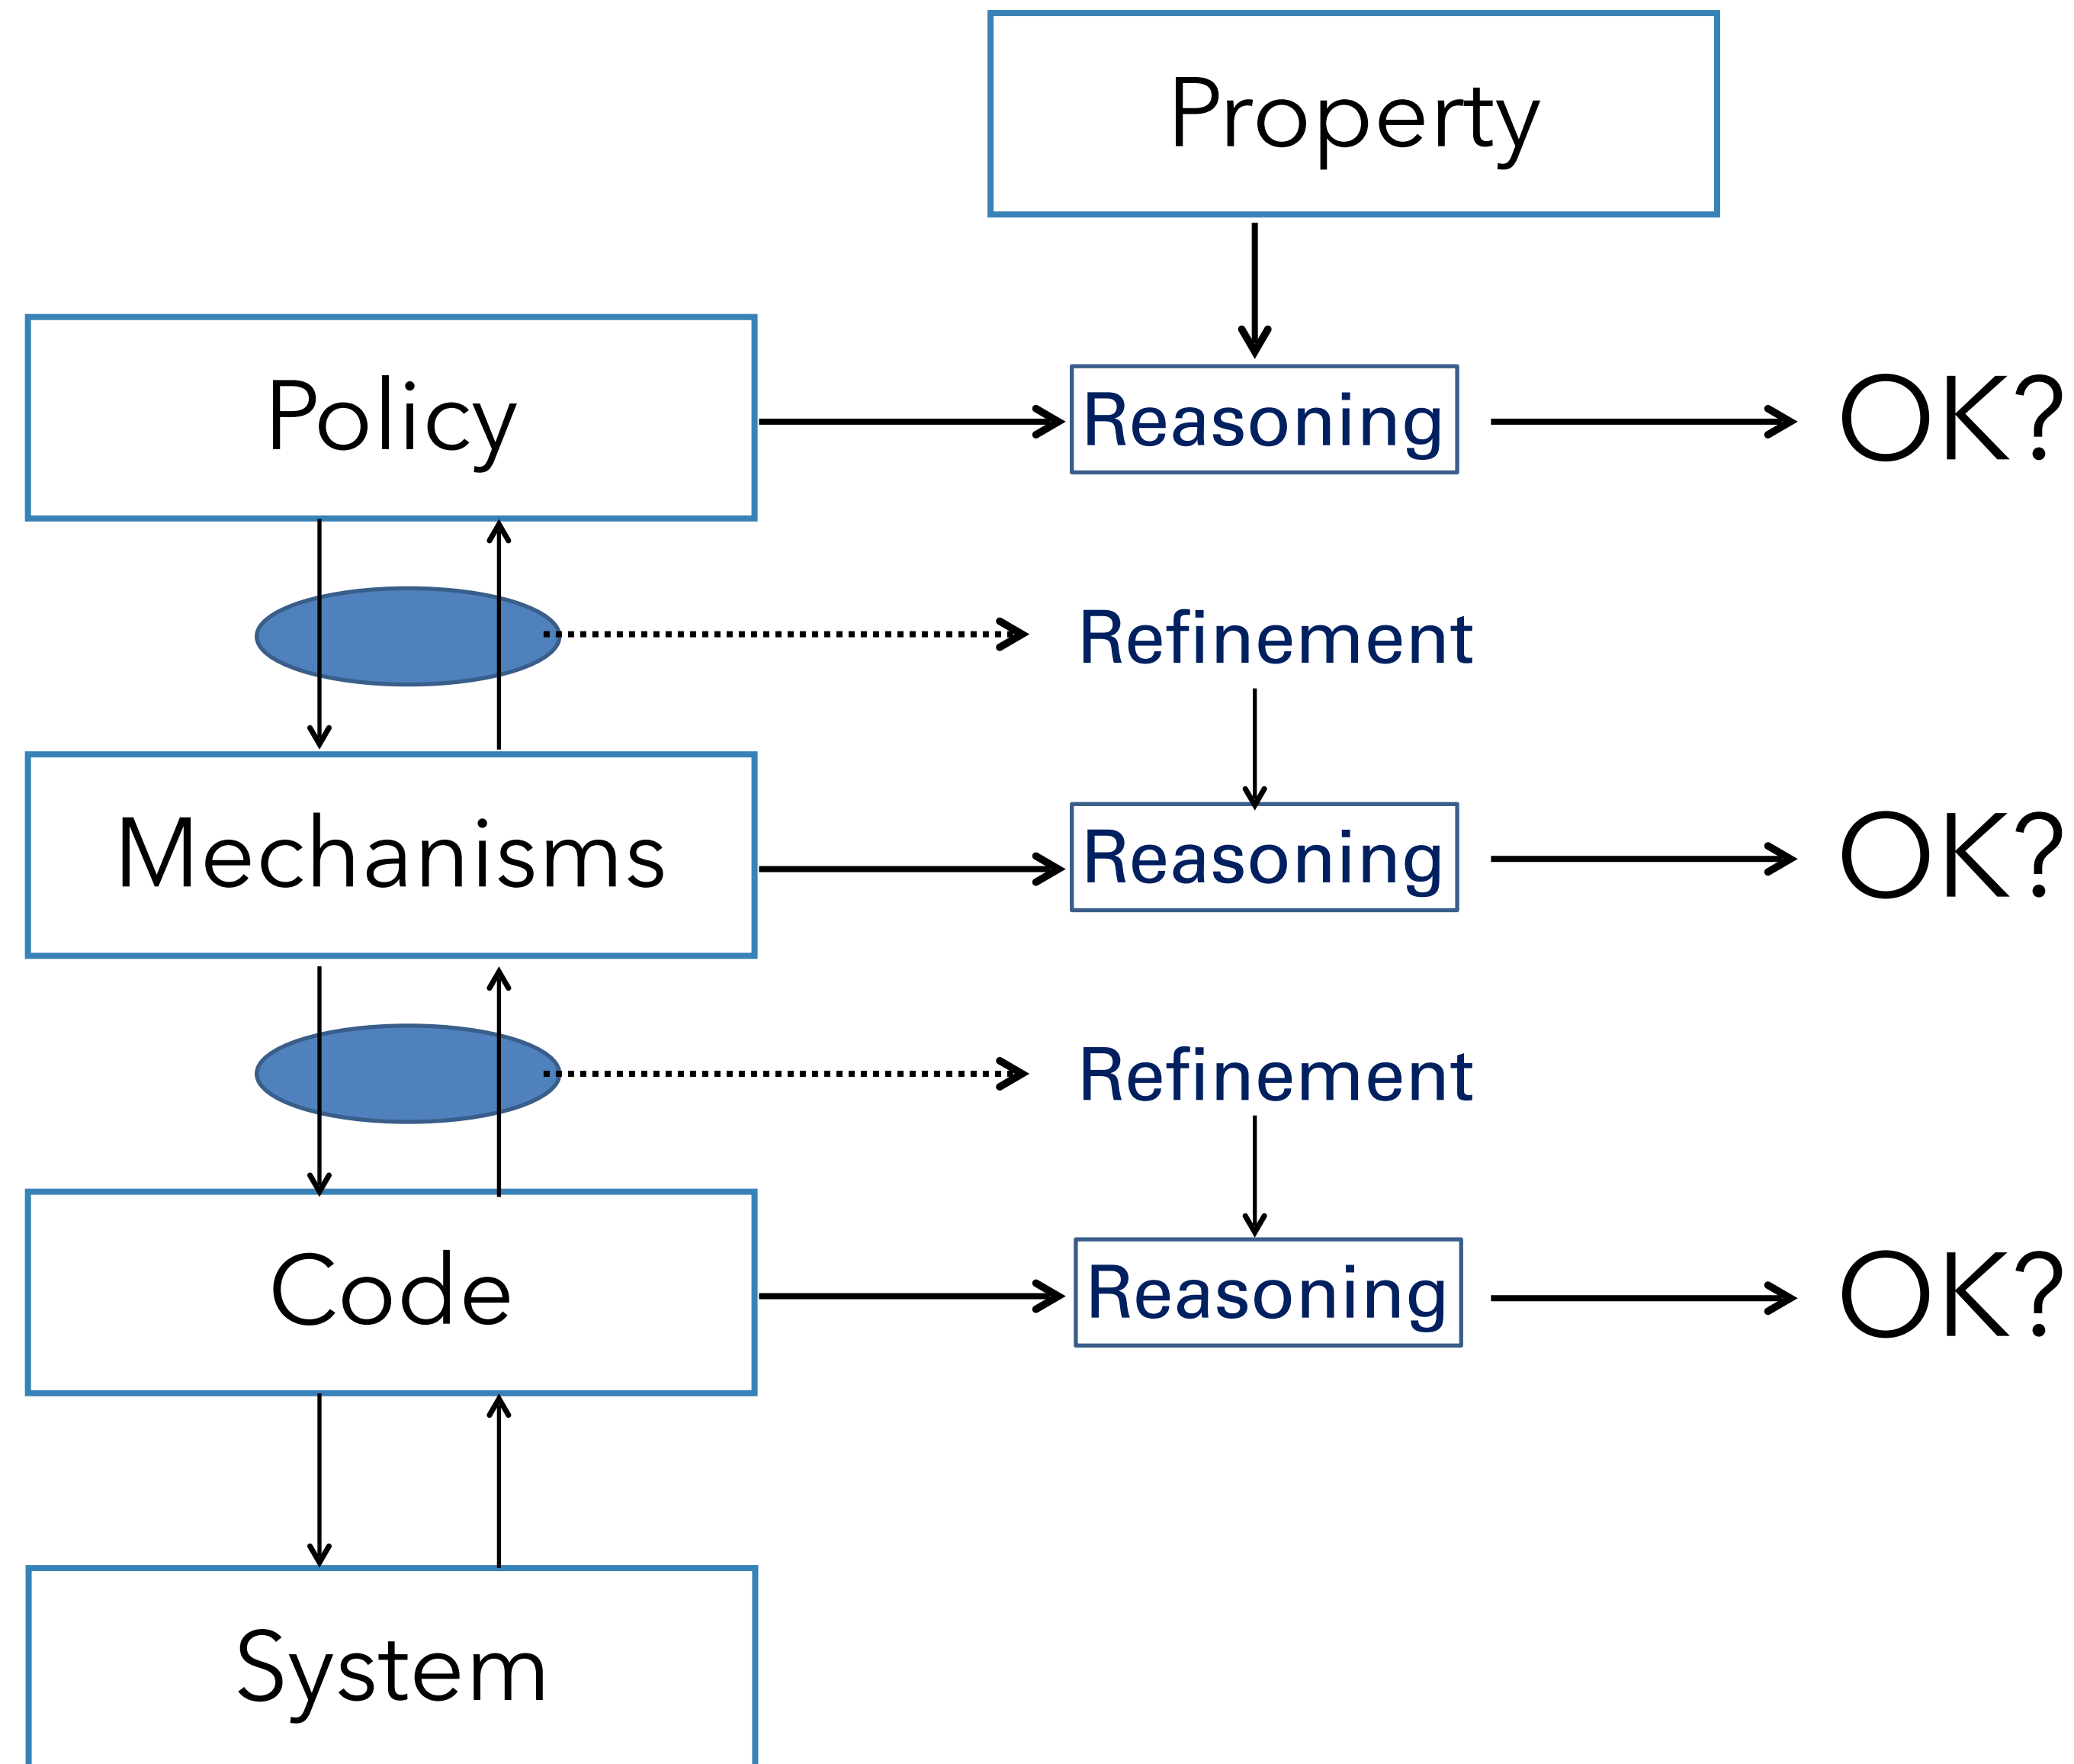 Property
Policy
Reasoning
OK?
Refinement
Mechanisms
Reasoning
OK?
Refinement
Code
Reasoning
OK?
System